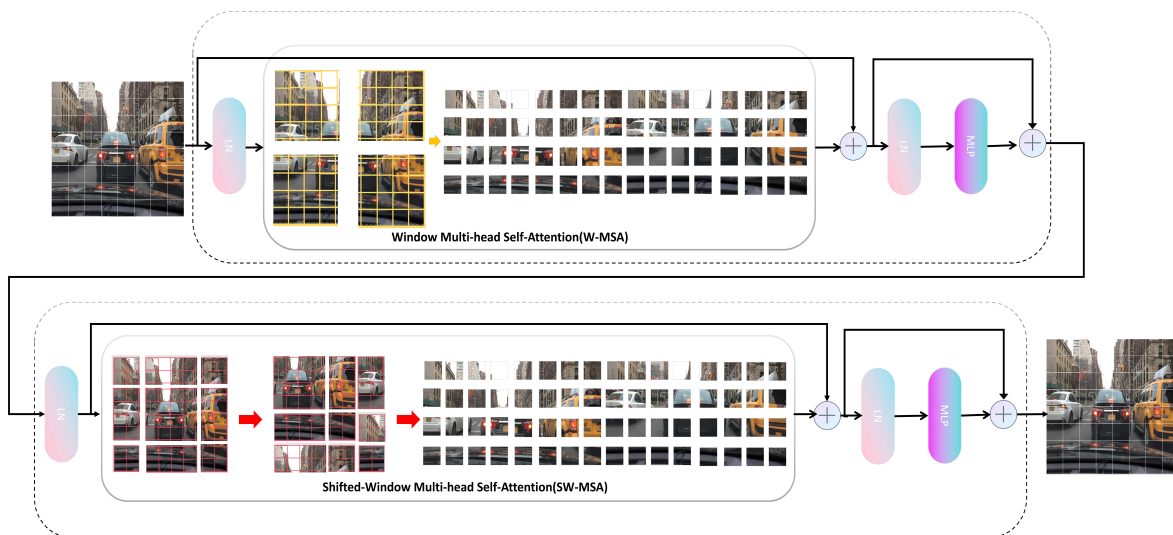 LN
Window Multi-head Self-Attention(W-MSA)
LN
MLP
LN
Shifted-Window Multi-head Self-Attention(SW-MSA)
LN
MLP